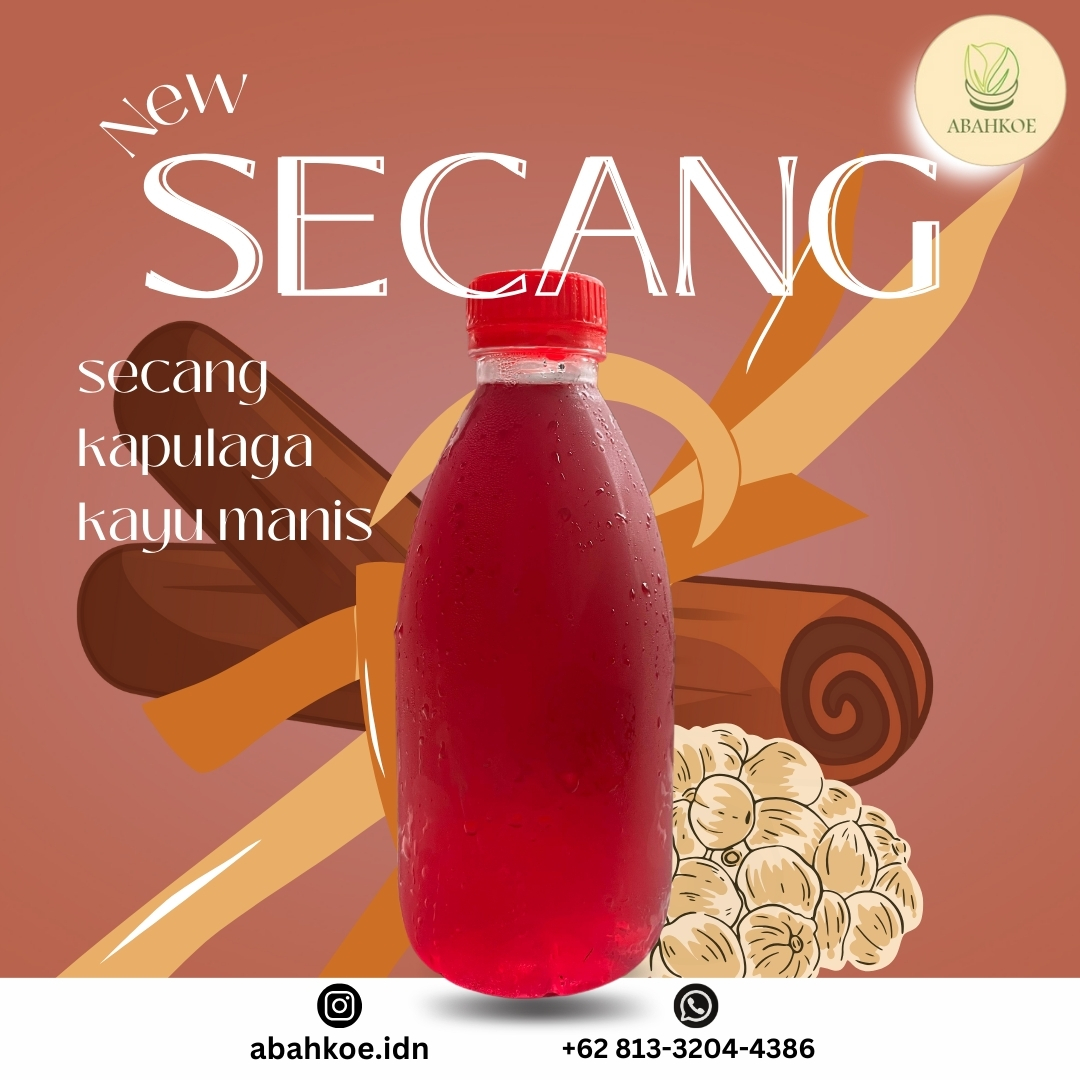 New
ABAHKOE
SECANG
secang
kapulaga
kayu manis
abahkoe.idn
+62 813-3204-4386